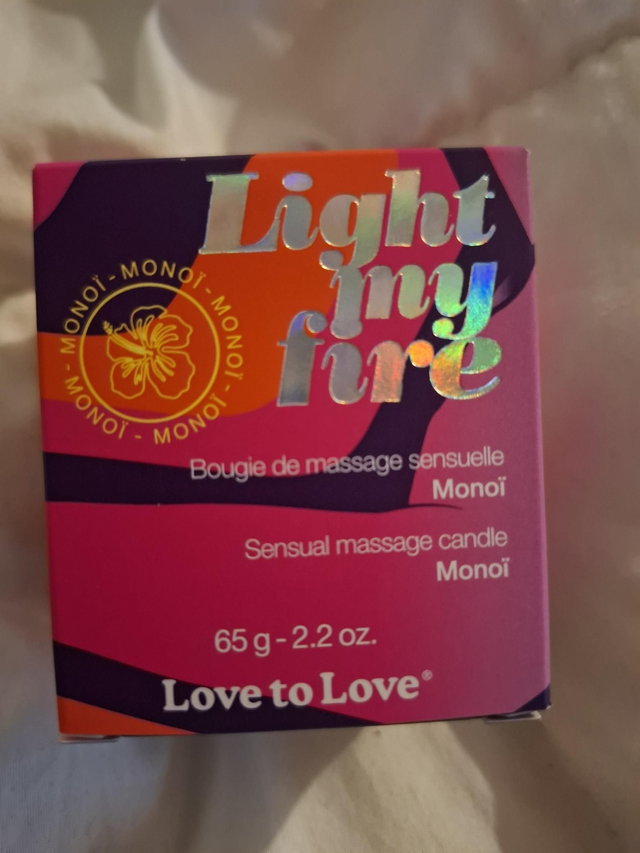 Light
my
fire
MONOÏ - MONOÏ - MONOÏ - MONOÏ - MONOÏ -
Bougie de massage sensuelle
Monoï
Sensual massage candle
Monoï
65 g - 2.2 oz.
Love to Love®